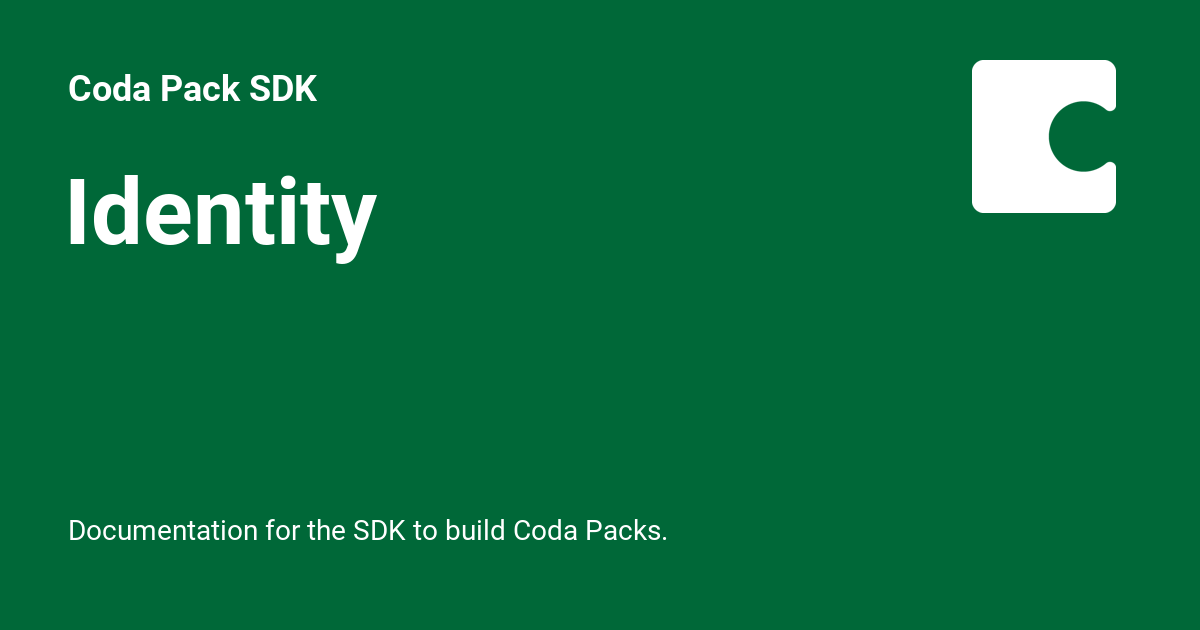 Coda Pack SDK
Identity
Documentation for the SDK to build Coda Packs.